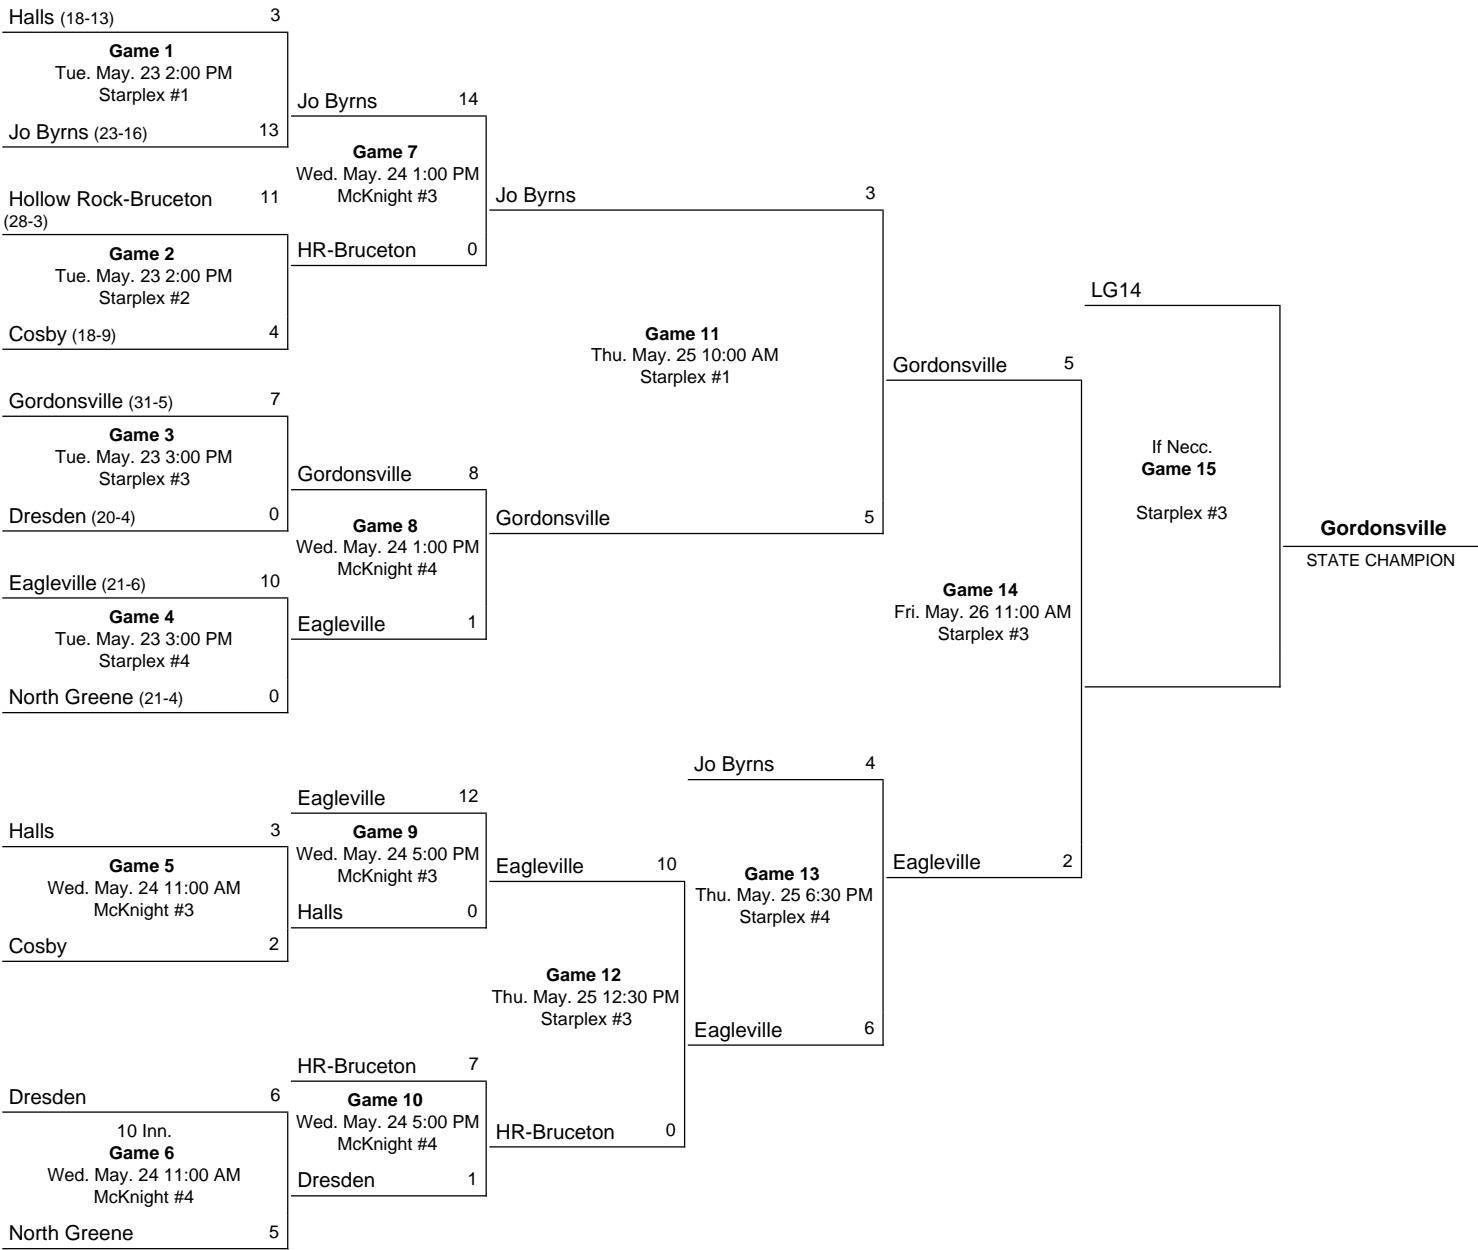 Halls (18-13) 3
Game 1
Tue. May. 23 2:00 PM
Starplex #1
Jo Byrns (23-16) 13
Hollow Rock-Bruceton 11
(28-3)
Game 2
Tue. May. 23 2:00 PM
Starplex #2
Cosby (18-9) 4
Gordonsville (31-5) 7
Game 3
Tue. May. 23 3:00 PM
Starplex #3
Dresden (20-4) 0
Eagleville (21-6) 10
Game 4
Tue. May. 23 3:00 PM
Starplex #4
North Greene (21-4) 0
Halls 3
Game 5
Wed. May. 24 11:00 AM
McKnight #3
Cosby 2
Dresden 6
10 Inn.
Game 6
Wed. May. 24 11:00 AM
McKnight #4
North Greene 5
Jo Byrns 14
Game 7
Wed. May. 24 1:00 PM
McKnight #3
HR-Bruceton 0
Gordonsville 8
Game 8
Wed. May. 24 1:00 PM
McKnight #4
Eagleville 1
Eagleville 12
Game 9
Wed. May. 24 5:00 PM
McKnight #3
Halls 0
HR-Bruceton 7
Game 10
Wed. May. 24 5:00 PM
McKnight #4
Dresden 1
Jo Byrns 3
Game 11
Thu. May. 25 10:00 AM
Starplex #1
Gordonsville 5
Eagleville 10
Game 12
Thu. May. 25 12:30 PM
Starplex #3
HR-Bruceton 0
Jo Byrns 4
Game 13
Thu. May. 25 6:30 PM
Starplex #4
Eagleville 6
Gordonsville 5
Game 14
Fri. May. 26 11:00 AM
Starplex #3
Eagleville 2
LG14
If Necc.
Game 15
Starplex #3
Gordonsville
STATE CHAMPION